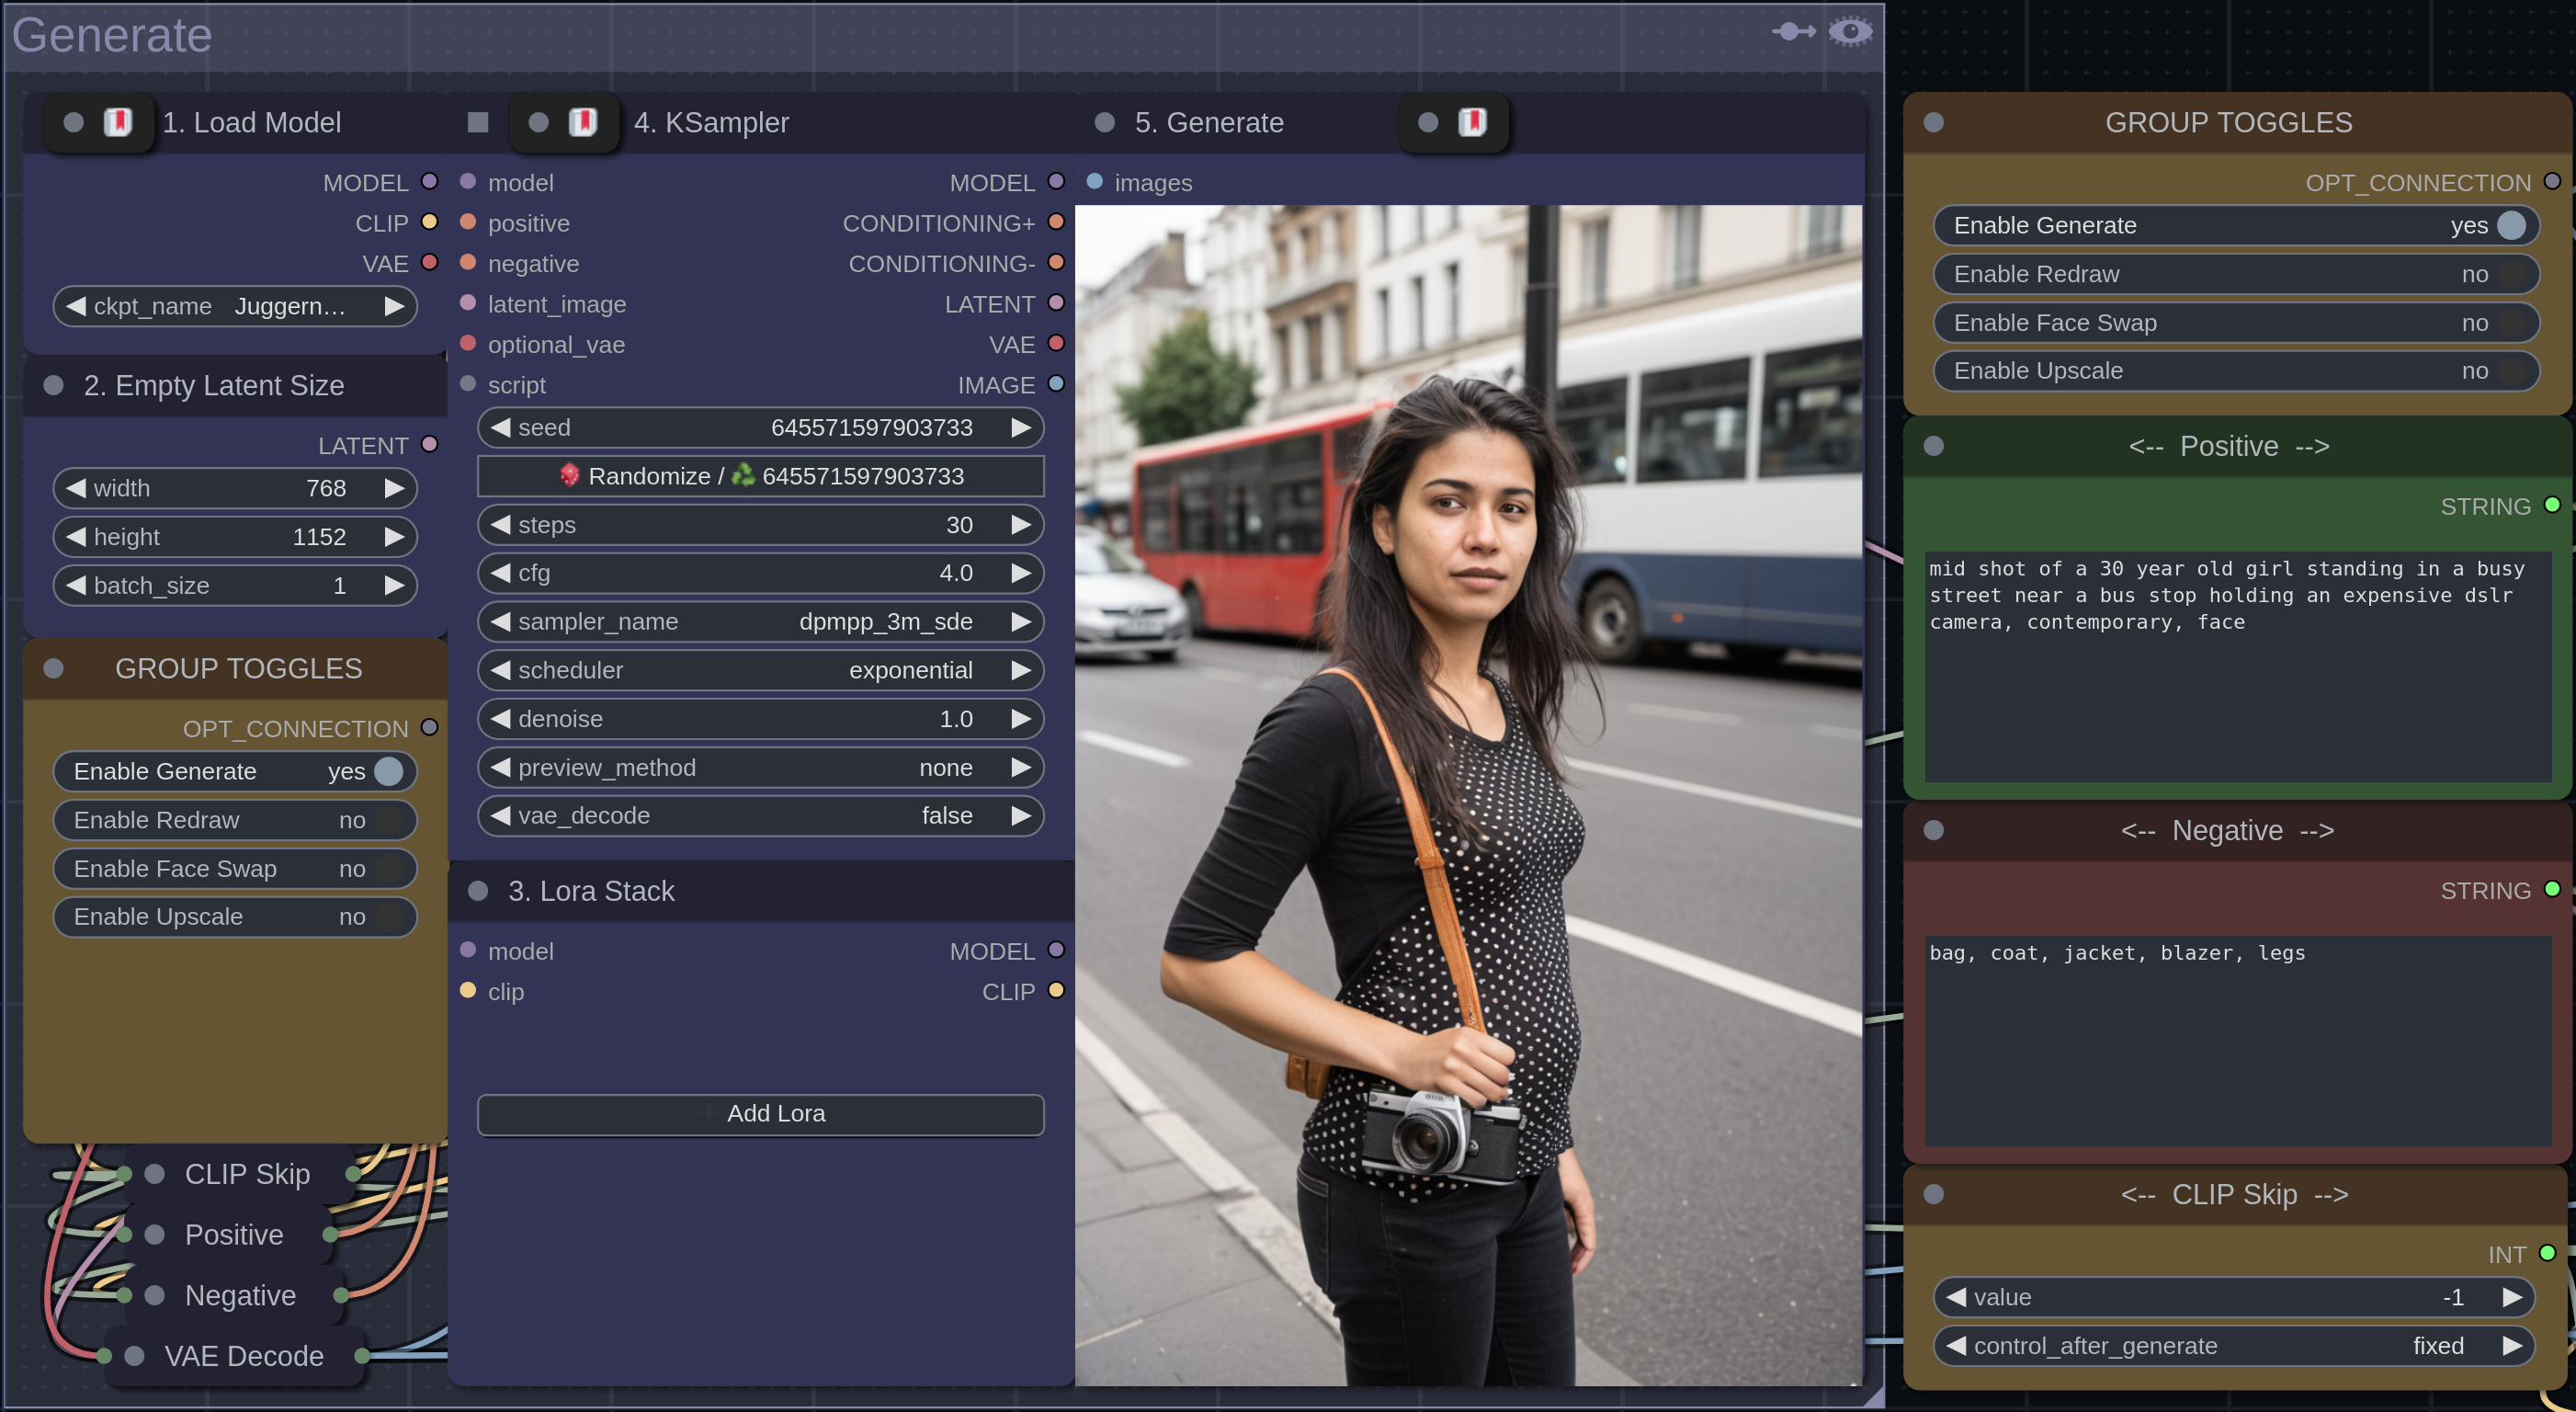 Generate
1. Load Model
MODEL
CLIP
VAE
ckpt_name Juggern…
2. Empty Latent Size
LATENT
width 768
height 1152
batch_size 1
GROUP TOGGLES
OPT_CONNECTION
Enable Generate yes
Enable Redraw no
Enable Face Swap no
Enable Upscale no
CLIP Skip
Positive
Negative
VAE Decode
4. KSampler
model MODEL
positive CONDITIONING+
negative CONDITIONING-
latent_image LATENT
optional_vae VAE
script IMAGE
seed 645571597903733
Randomize / 645571597903733
steps 30
cfg 4.0
sampler_name dpmpp_3m_sde
scheduler exponential
denoise 1.0
preview_method none
vae_decode false
3. Lora Stack
model MODEL
clip CLIP
Add Lora
5. Generate
images
GROUP TOGGLES
OPT_CONNECTION
Enable Generate yes
Enable Redraw no
Enable Face Swap no
Enable Upscale no
<-- Positive -->
STRING
mid shot of a 30 year old girl standing in a busy
street near a bus stop holding an expensive dslr
camera, contemporary, face
<-- Negative -->
STRING
bag, coat, jacket, blazer, legs
<-- CLIP Skip -->
INT
value -1
control_after_generate fixed